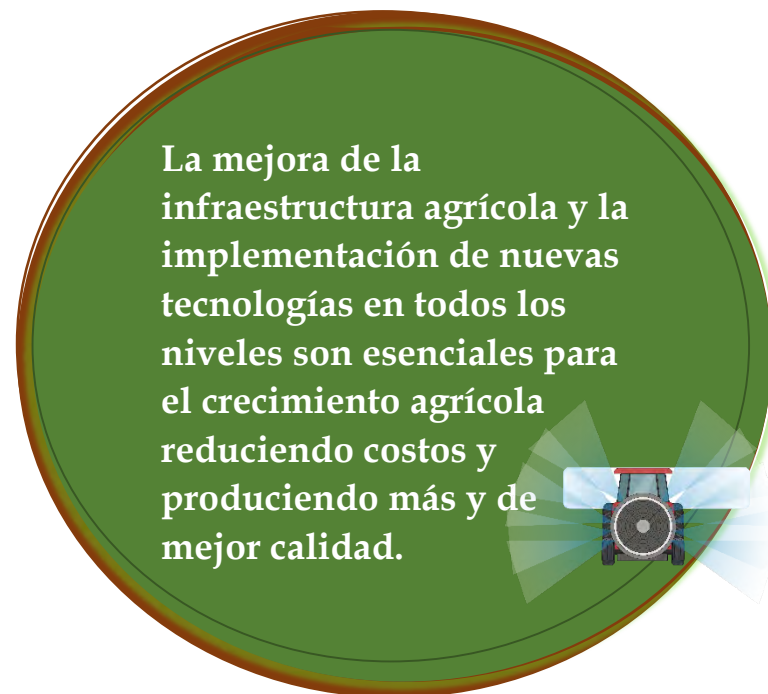 La mejora de la
infraestructura agrícola y la
implementación de nuevas
tecnologías en todos los
niveles son esenciales para
el crecimiento agrícola
reduciendo costos y
produciendo más y de
mejor calidad.